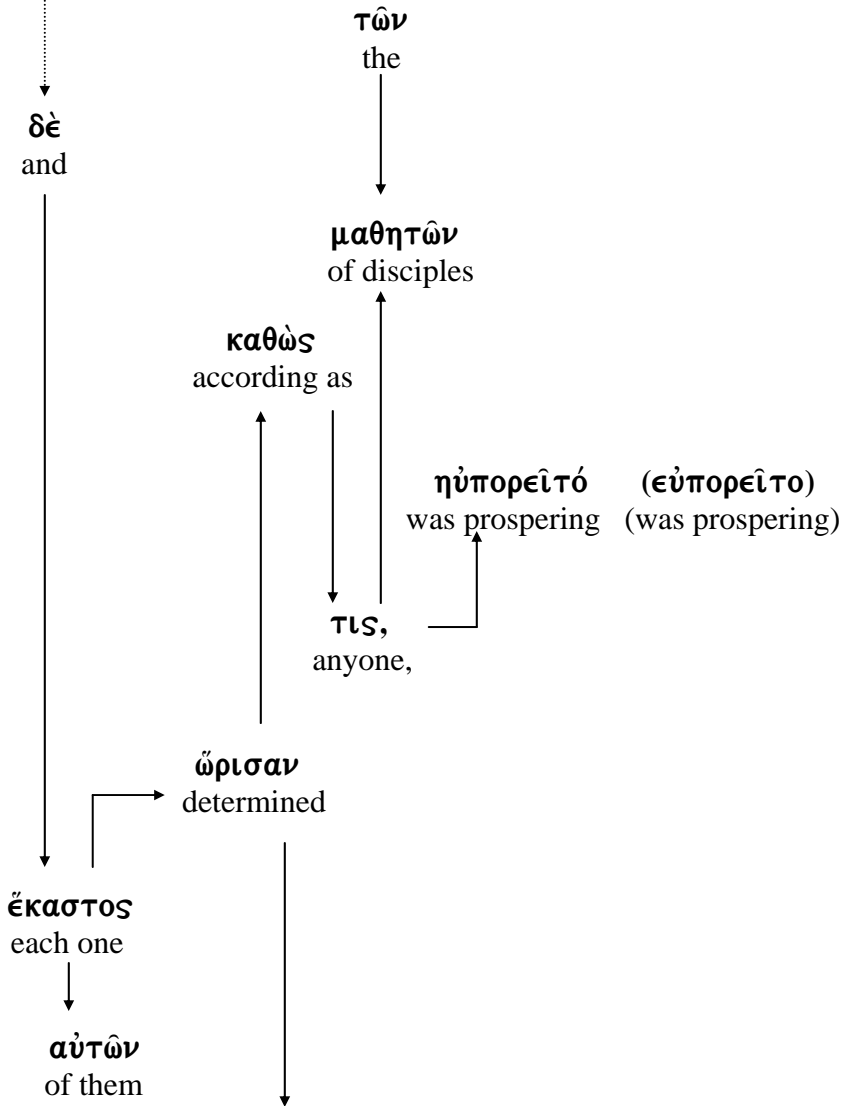 τῶν
the
δὲ
and
μαθητῶν
of disciples
καθὼς
according as
ηὐπορεῖτό (εὐπορεῖτο)
was prospering (was prospering)
τις,
anyone,
ὥρισαν
determined
ἕκαστος
each one
αὐτῶν
of them